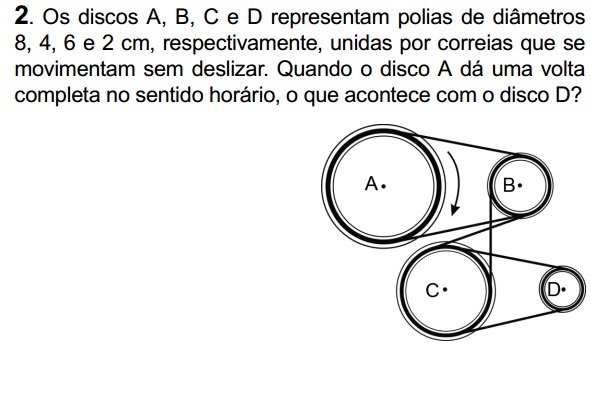 2. Os discos A, B, C e D representam polias de diâmetros
8, 4, 6 e 2 cm, respectivamente, unidas por correias que se
movimentam sem deslizar. Quando o disco A dá uma volta
completa no sentido horário, o que acontece com o disco D?
A
B
C
D